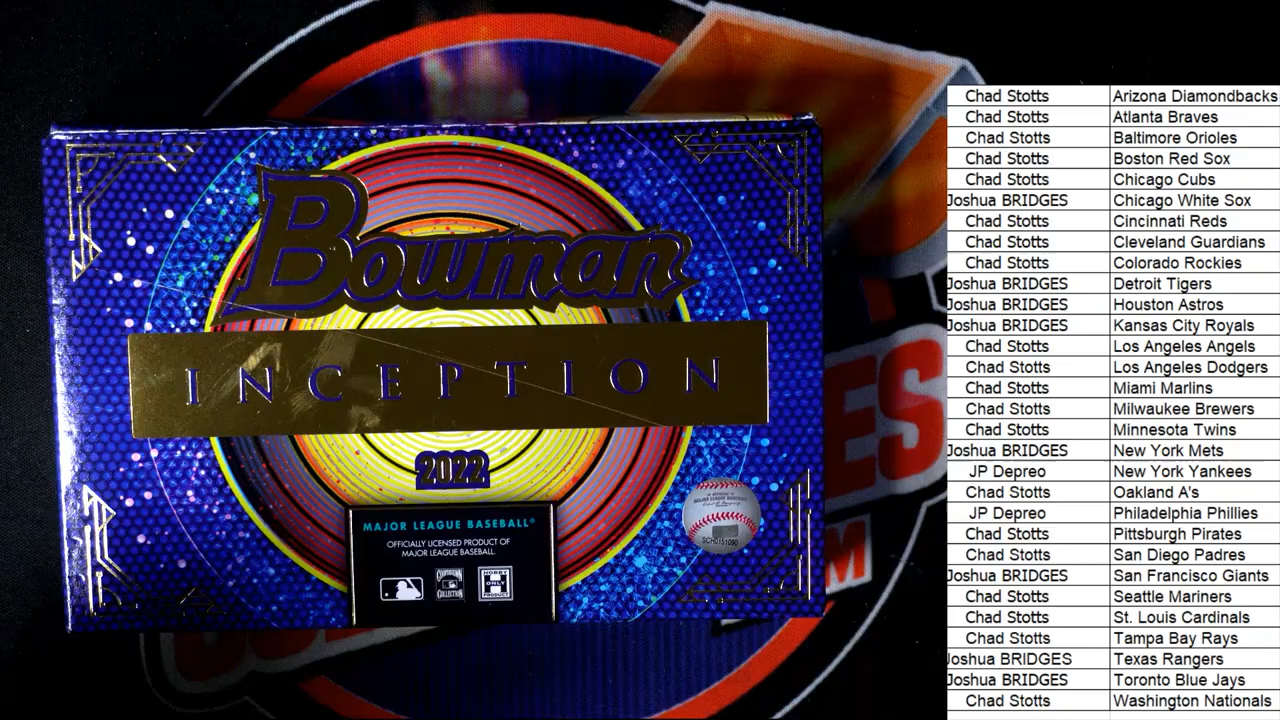 Bowman
INCEPTION
2022
MAJOR LEAGUE BASEBALL®
OFFICIALLY LICENSED PRODUCT OF
MAJOR LEAGUE BASEBALL.
COOPERSTOWN
COLLECTION
HOBBY
ONLY
PRODUCT
ES
M
Chad Stotts Arizona Diamondbacks
Chad Stotts Atlanta Braves
Chad Stotts Baltimore Orioles
Chad Stotts Boston Red Sox
Chad Stotts Chicago Cubs
Joshua BRIDGES Chicago White Sox
Chad Stotts Cincinnati Reds
Chad Stotts Cleveland Guardians
Chad Stotts Colorado Rockies
Joshua BRIDGES Detroit Tigers
Joshua BRIDGES Houston Astros
Joshua BRIDGES Kansas City Royals
Chad Stotts Los Angeles Angels
Chad Stotts Los Angeles Dodgers
Chad Stotts Miami Marlins
Chad Stotts Milwaukee Brewers
Chad Stotts Minnesota Twins
Joshua BRIDGES New York Mets
JP Depreo New York Yankees
Chad Stotts Oakland A's
JP Depreo Philadelphia Phillies
Chad Stotts Pittsburgh Pirates
Chad Stotts San Diego Padres
Joshua BRIDGES San Francisco Giants
Chad Stotts Seattle Mariners
Chad Stotts St. Louis Cardinals
Chad Stotts Tampa Bay Rays
Joshua BRIDGES Texas Rangers
Joshua BRIDGES Toronto Blue Jays
Chad Stotts Washington Nationals